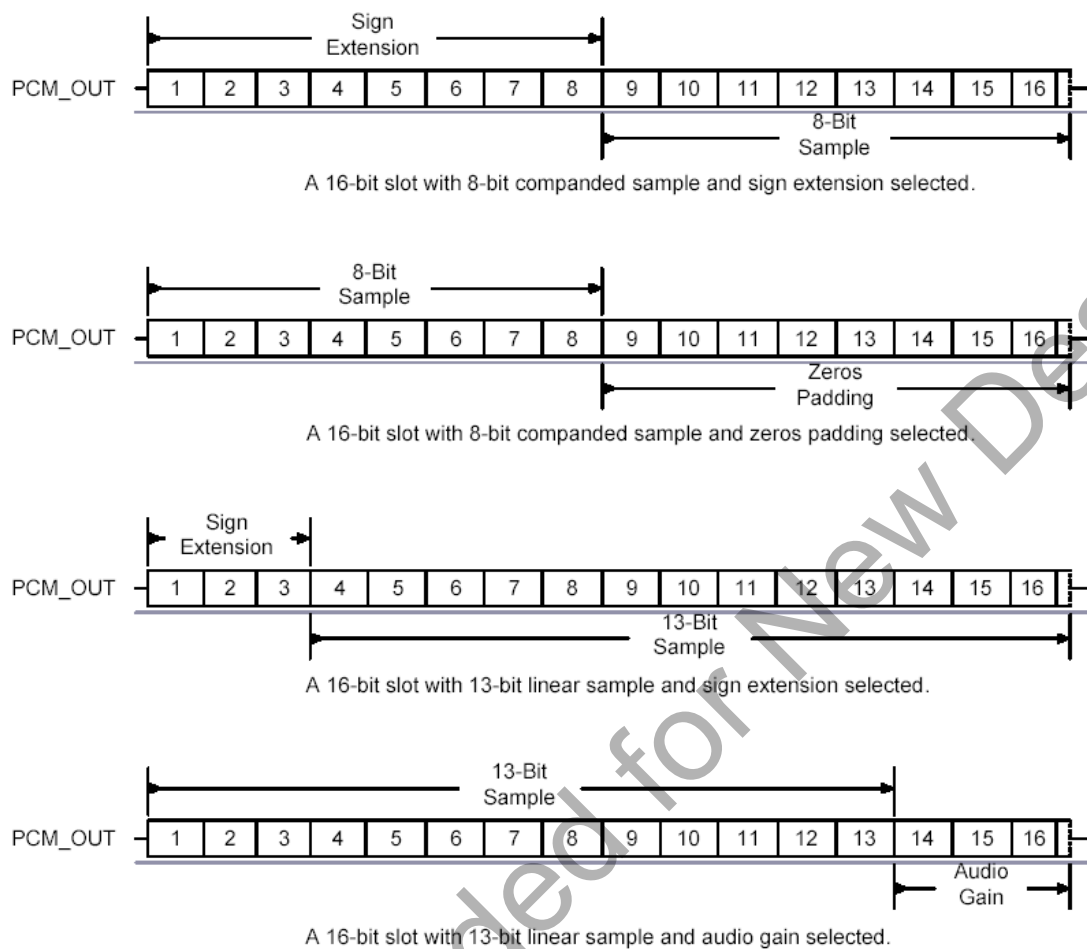 Sign
Extension
PCM_OUT 1 2 3 4 5 6 7 8 9 10 11 12 13 14 15 16
8-Bit
Sample
A 16-bit slot with 8-bit companded sample and sign extension selected.
8-Bit
Sample
PCM_OUT 1 2 3 4 5 6 7 8 9 10 11 12 13 14 15 16
Zeros
Padding
A 16-bit slot with 8-bit companded sample and zeros padding selected.
Sign
Extension
PCM_OUT 1 2 3 4 5 6 7 8 9 10 11 12 13 14 15 16
13-Bit
Sample
A 16-bit slot with 13-bit linear sample and sign extension selected.
13-Bit
Sample
PCM_OUT 1 2 3 4 5 6 7 8 9 10 11 12 13 14 15 16
Audio
Gain
A 16-bit slot with 13-bit linear sample and audio gain selected.
for New